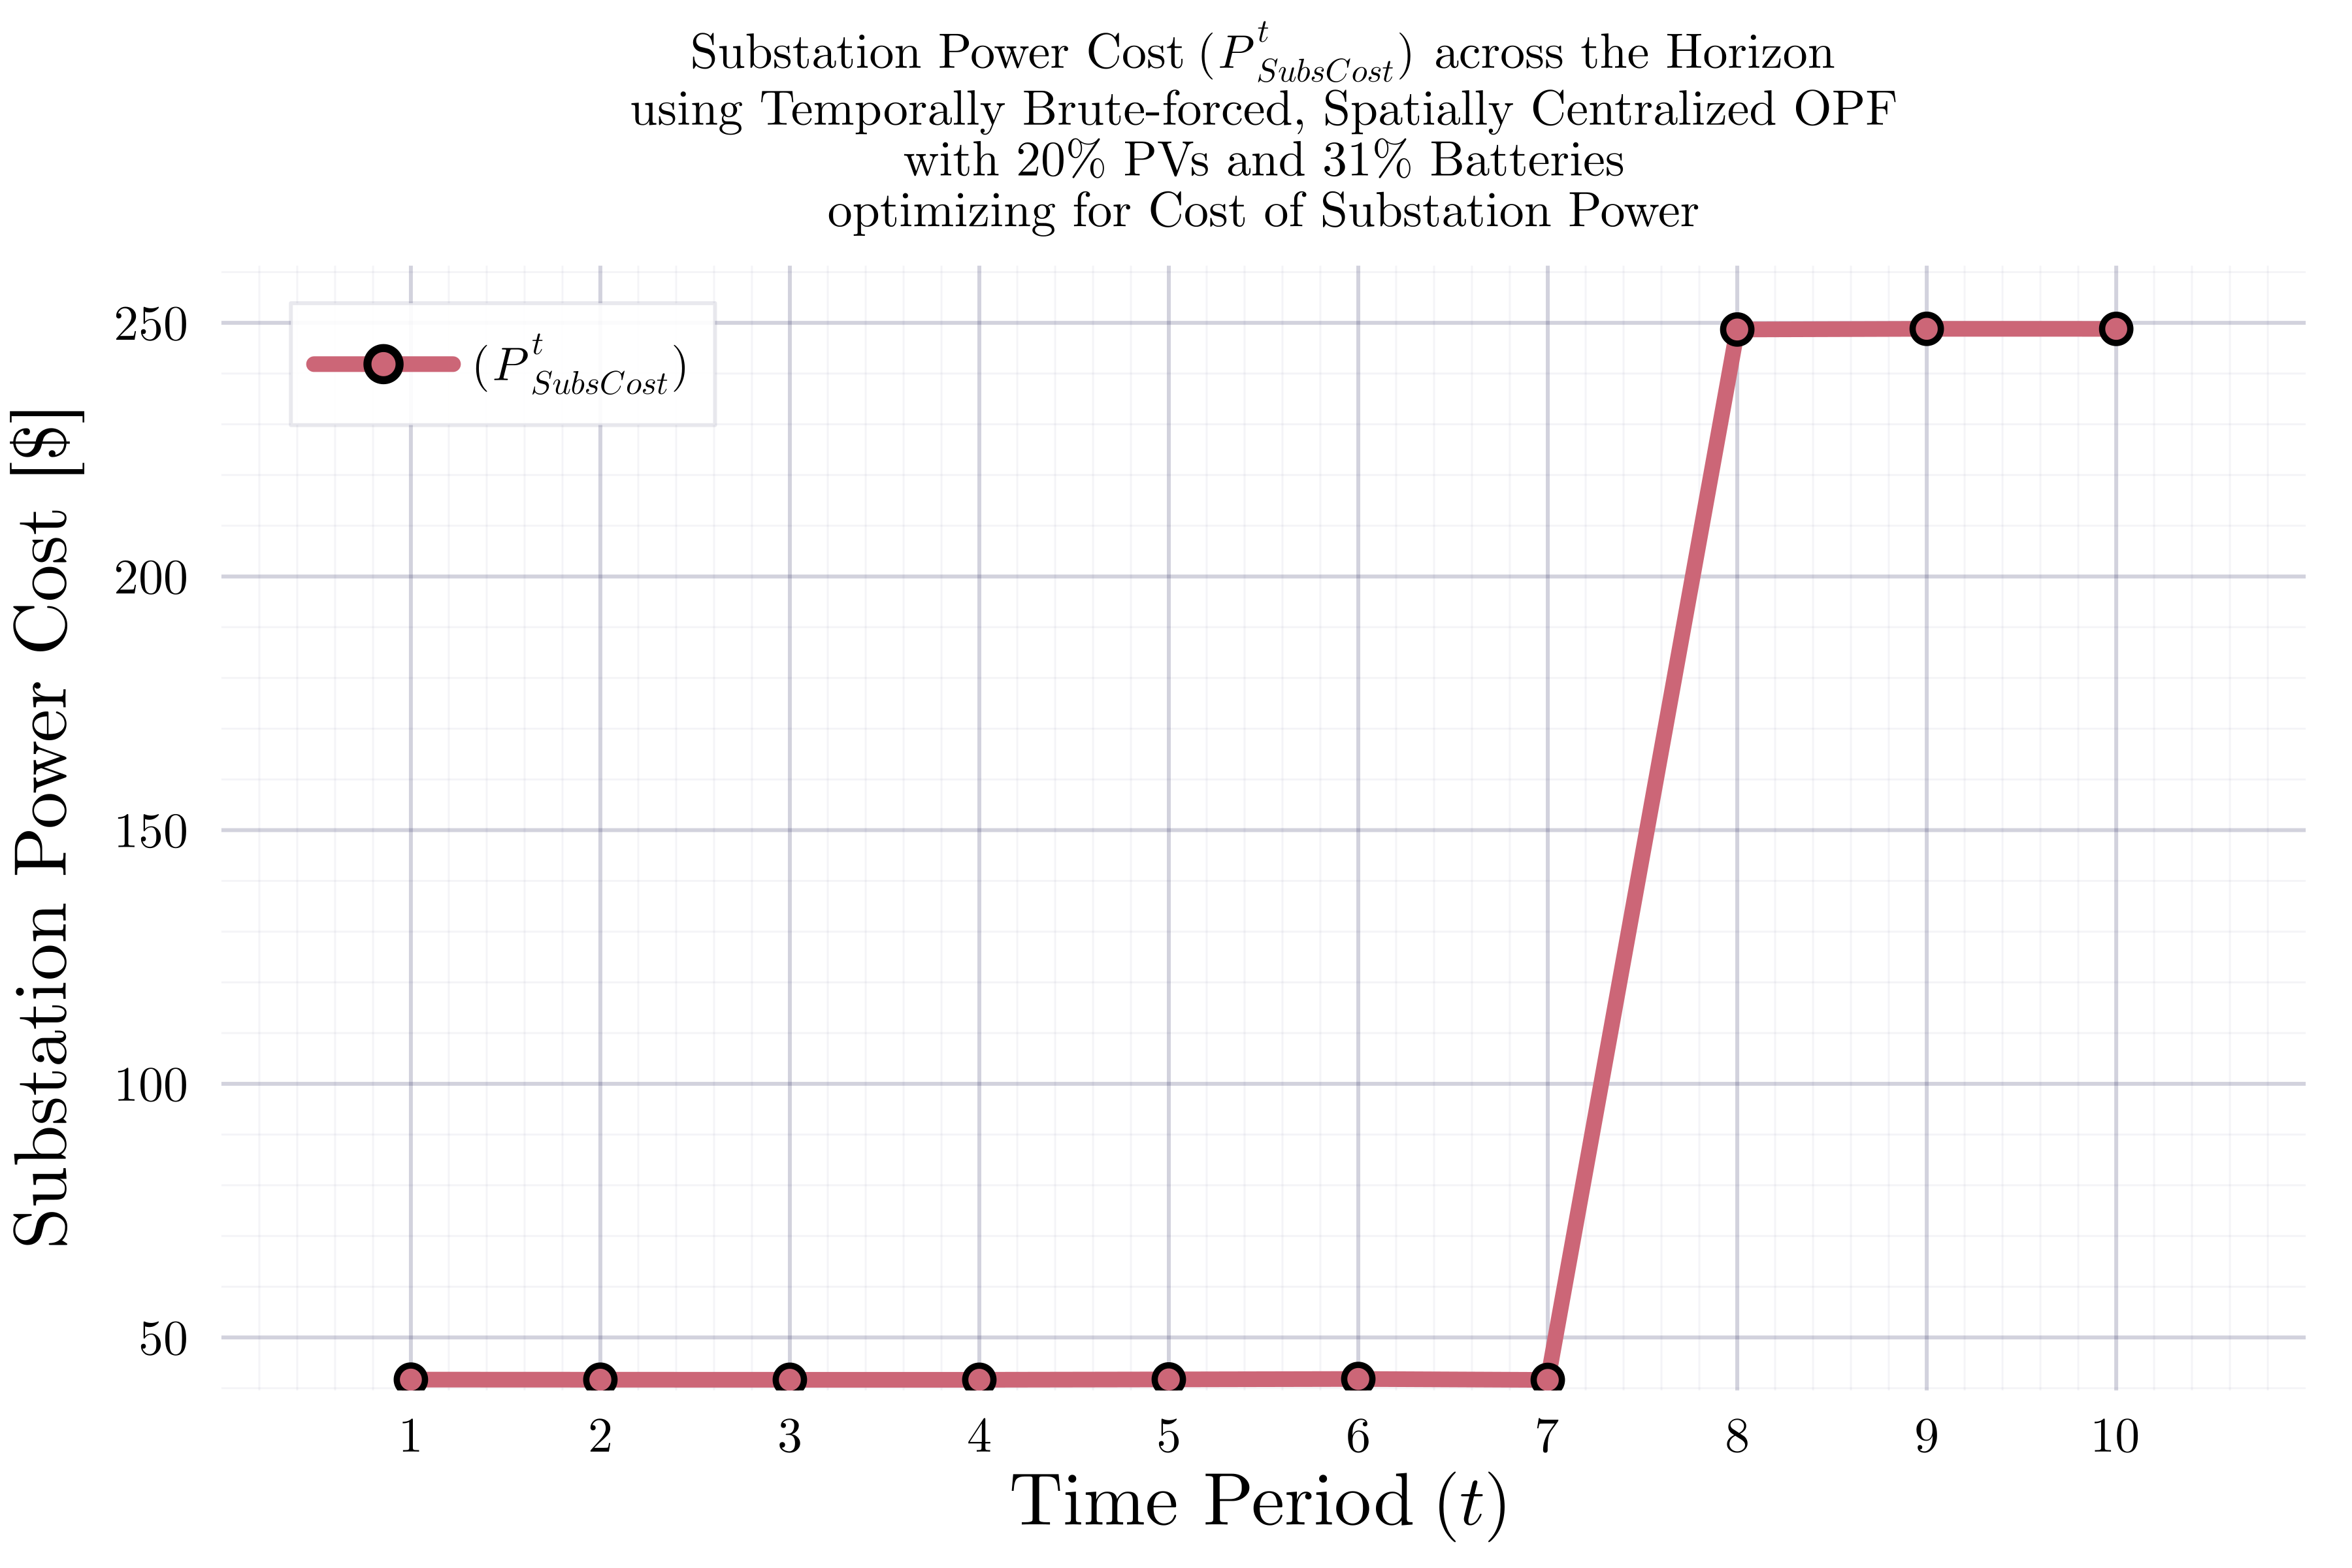 Substation Power Cost (P^t_{SubsCost}) across the Horizon
using Temporally Brute-forced, Spatially Centralized OPF
with 20% PVs and 31% Batteries
optimizing for Cost of Substation Power
(P^t_{SubsCost})
Substation Power Cost [$]
250
200
150
100
50
1 2 3 4 5 6 7 8 9 10
Time Period (t)